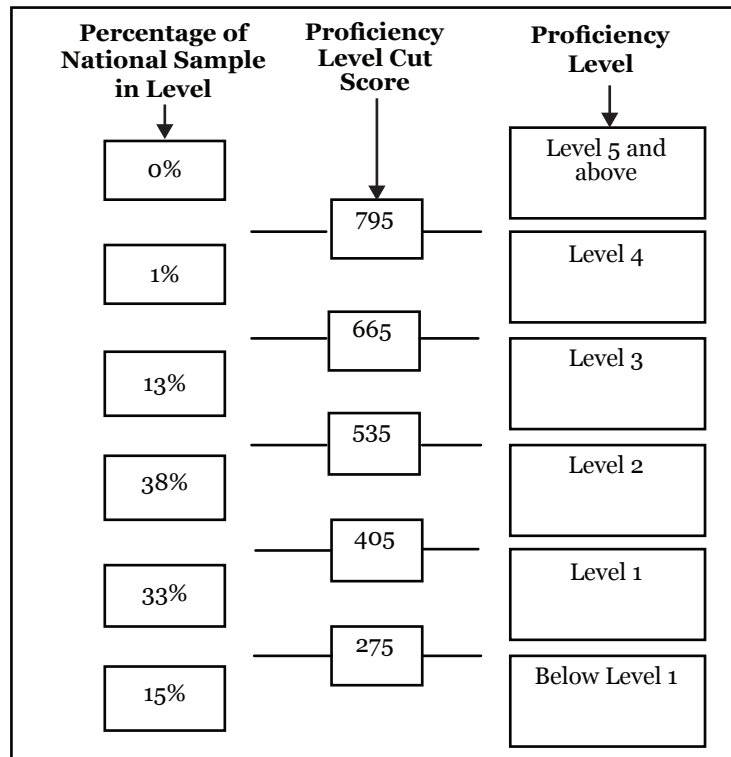 Percentage of
National Sample
in Level
Proficiency
Level Cut
Score
Proficiency
Level
0%
Level 5 and
above
795
1%
Level 4
665
13%
Level 3
535
38%
Level 2
405
33%
Level 1
275
15%
Below Level 1